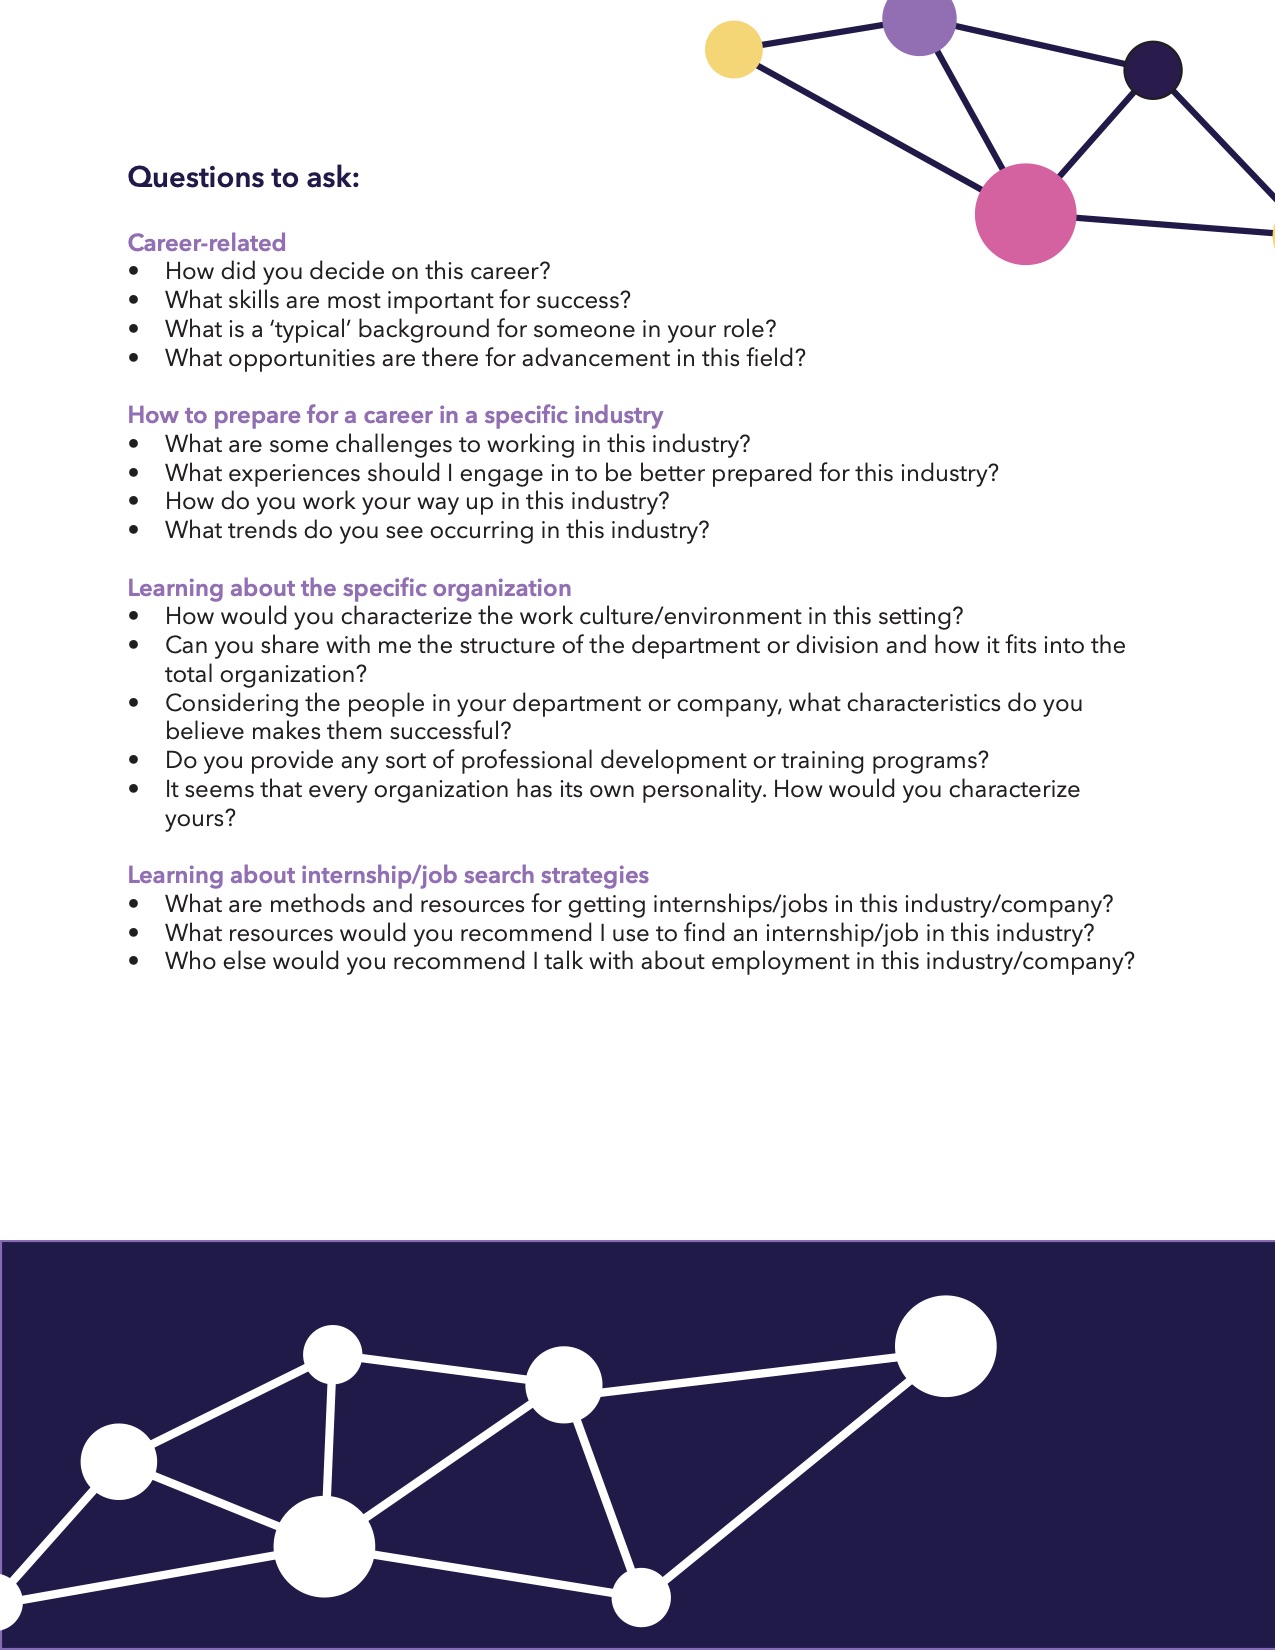 Questions to ask:
Career-related
• How did you decide on this career?
• What skills are most important for success?
• What is a ‘typical’ background for someone in your role?
• What opportunities are there for advancement in this field?
How to prepare for a career in a specific industry
• What are some challenges to working in this industry?
• What experiences should I engage in to be better prepared for this industry?
• How do you work your way up in this industry?
• What trends do you see occurring in this industry?
Learning about the specific organization
• How would you characterize the work culture/environment in this setting?
• Can you share with me the structure of the department or division and how it fits into the
total organization?
• Considering the people in your department or company, what characteristics do you
believe makes them successful?
• Do you provide any sort of professional development or training programs?
• It seems that every organization has its own personality. How would you characterize
yours?
Learning about internship/job search strategies
• What are methods and resources for getting internships/jobs in this industry/company?
• What resources would you recommend I use to find an internship/job in this industry?
• Who else would you recommend I talk with about employment in this industry/company?